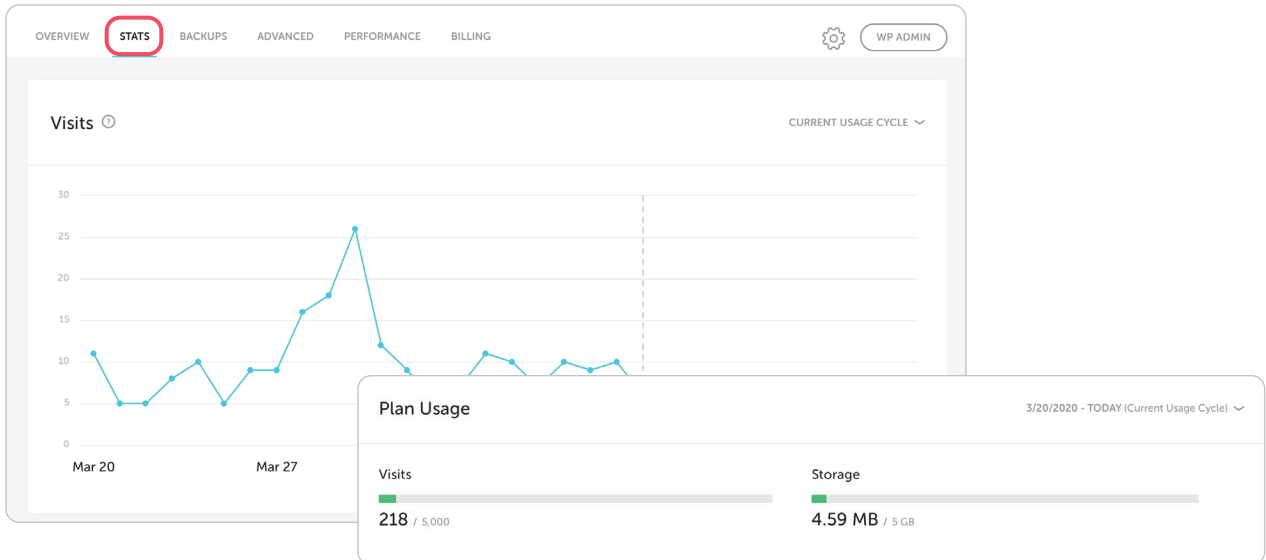 OVERVIEW STATS BACKUPS ADVANCED PERFORMANCE BILLING WP ADMIN
Visits ?
CURRENT USAGE CYCLE
30
25
20
15
10
5
0
Mar 20 Mar 27
Plan Usage
3/20/2020 - TODAY (Current Usage Cycle)
Visits
218 / 5,000
Storage
4.59 MB / 5 GB